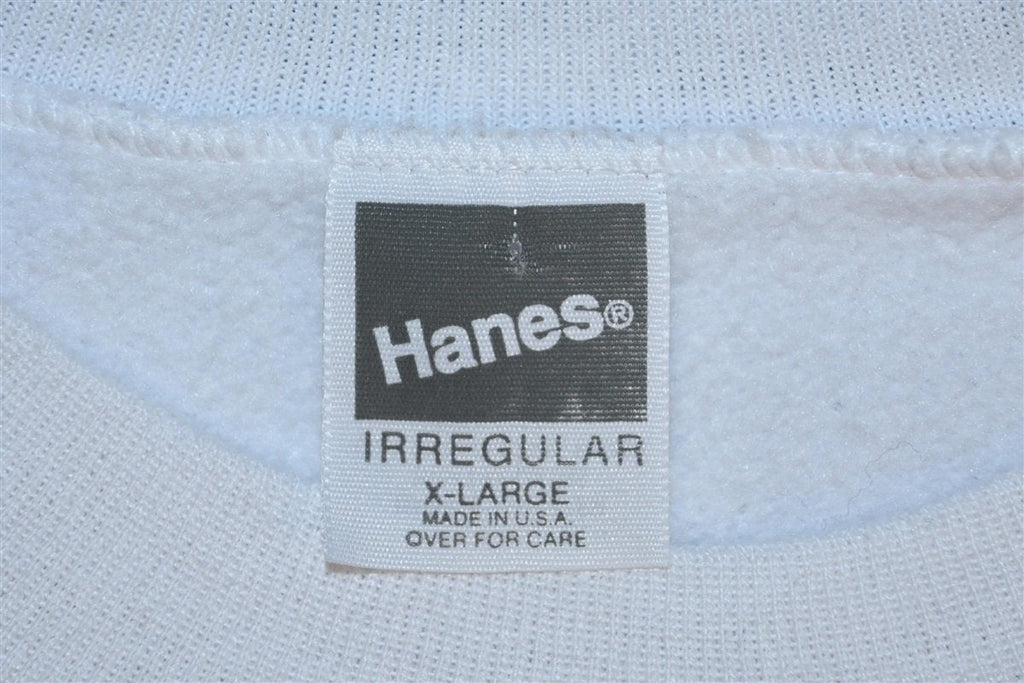 Hanes®
IRREGULAR
X-LARGE
MADE IN U.S.A.
OVER FOR CARE